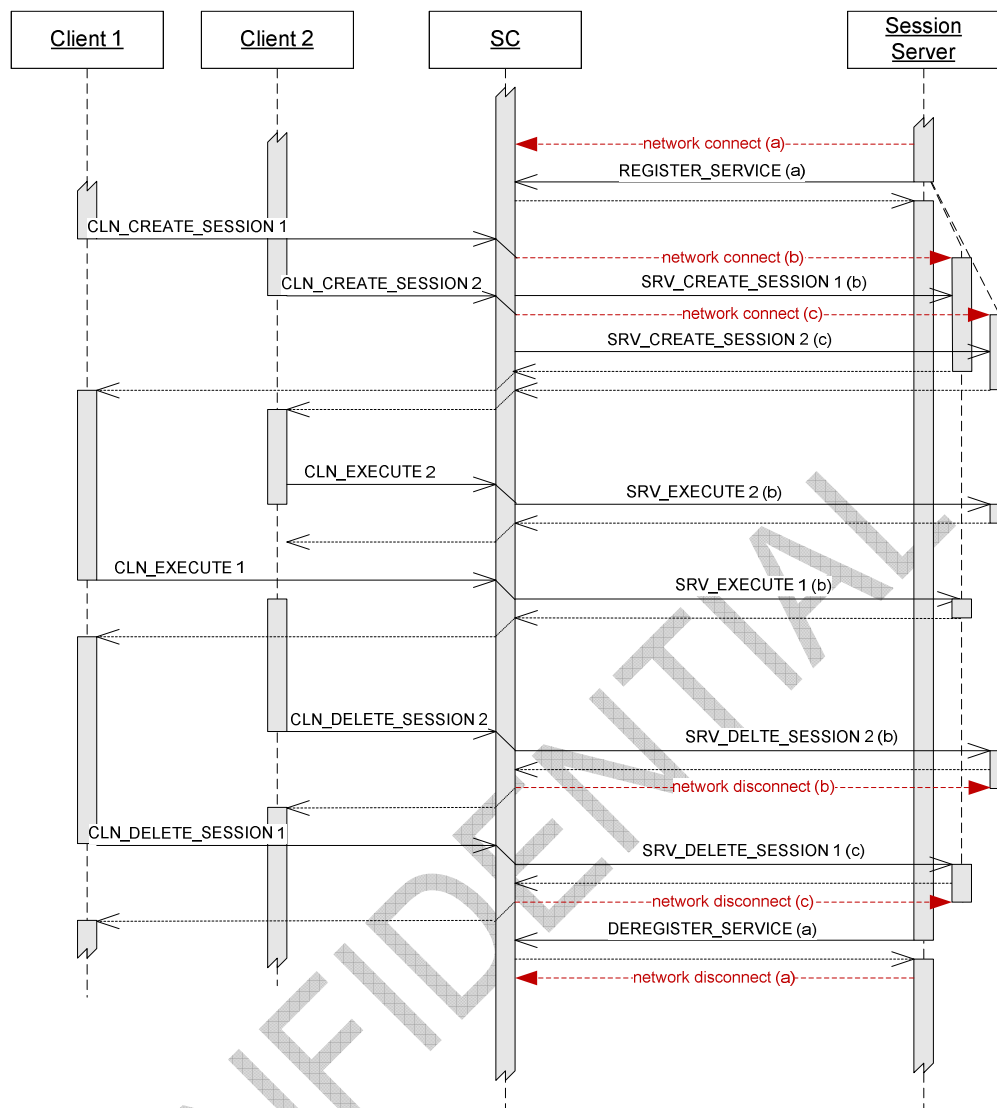 Client 1
Client 2
SC
Session
Server
network connect (a)
REGISTER_SERVICE (a)
CLN_CREATE_SESSION 1
network connect (b)
CLN_CREATE_SESSION 2
SRV_CREATE_SESSION 1 (b)
network connect (c)
SRV_CREATE_SESSION 2 (c)
CLN_EXECUTE 2
SRV_EXECUTE 2 (b)
CLN_EXECUTE 1
SRV_EXECUTE 1 (b)
CLN_DELETE_SESSION 2
SRV_DELTE_SESSION 2 (b)
network disconnect (b)
CLN_DELETE_SESSION 1
SRV_DELETE_SESSION 1 (c)
network disconnect (c)
DEREGISTER_SERVICE (a)
network disconnect (a)
NFIDENTIAL